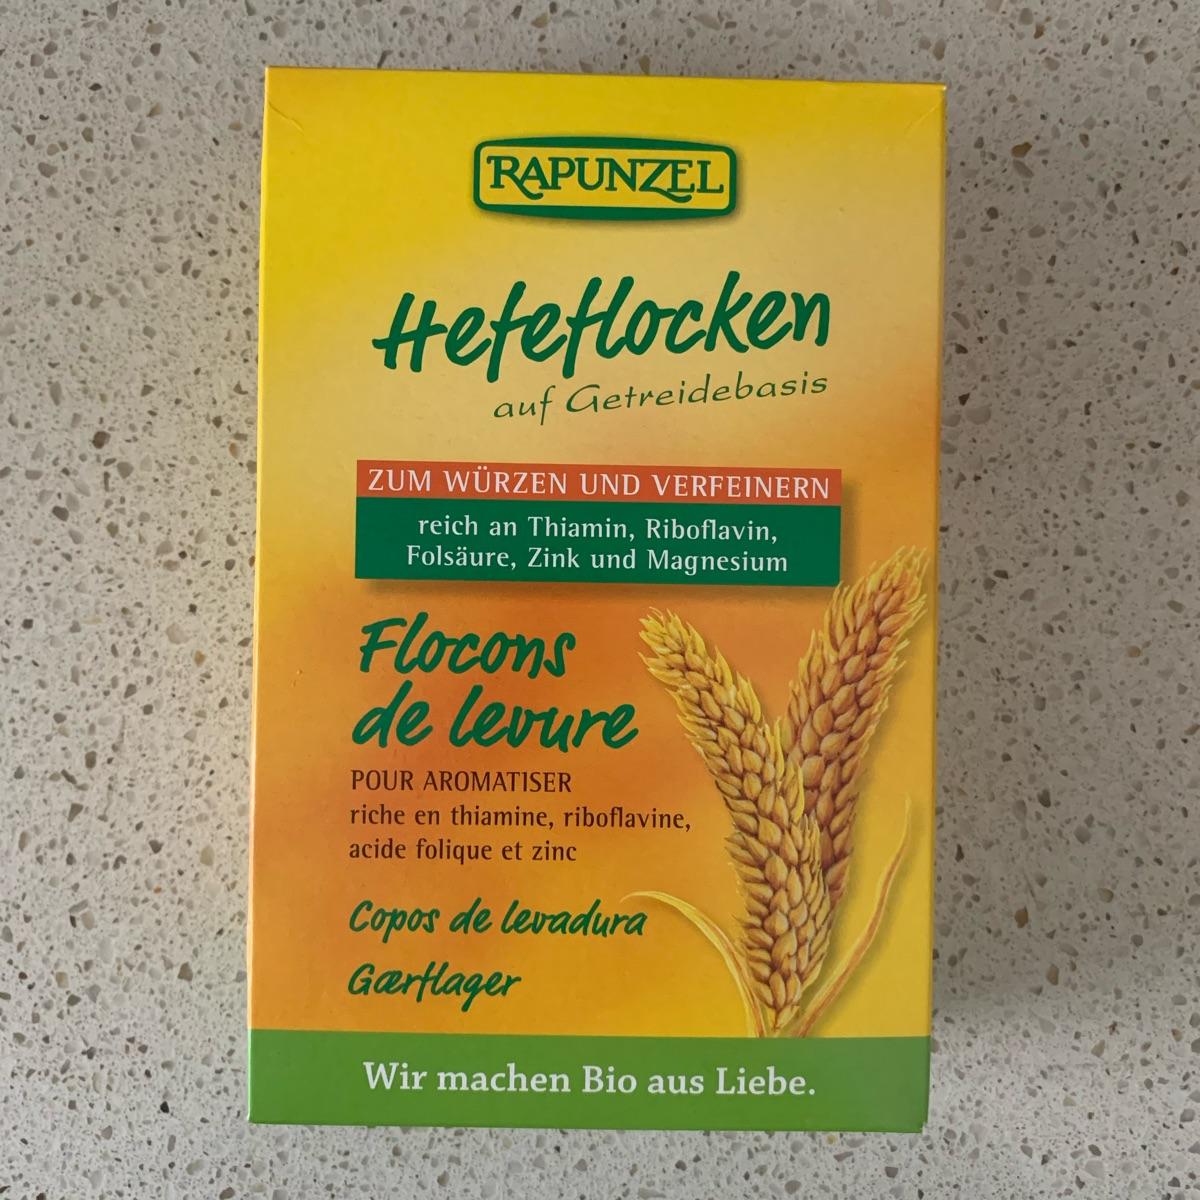 RAPUNZEL
Hefeflocken
auf Getreidebasis
ZUM WÜRZEN UND VERFEINERN
reich an Thiamin, Riboflavin,
Folsäure, Zink und Magnesium
Flocons
de levure
POUR AROMATISER
riche en thiamine, riboflavine,
acide folique et zinc
Copos de levadura
Gærflager
Wir machen Bio aus Liebe.